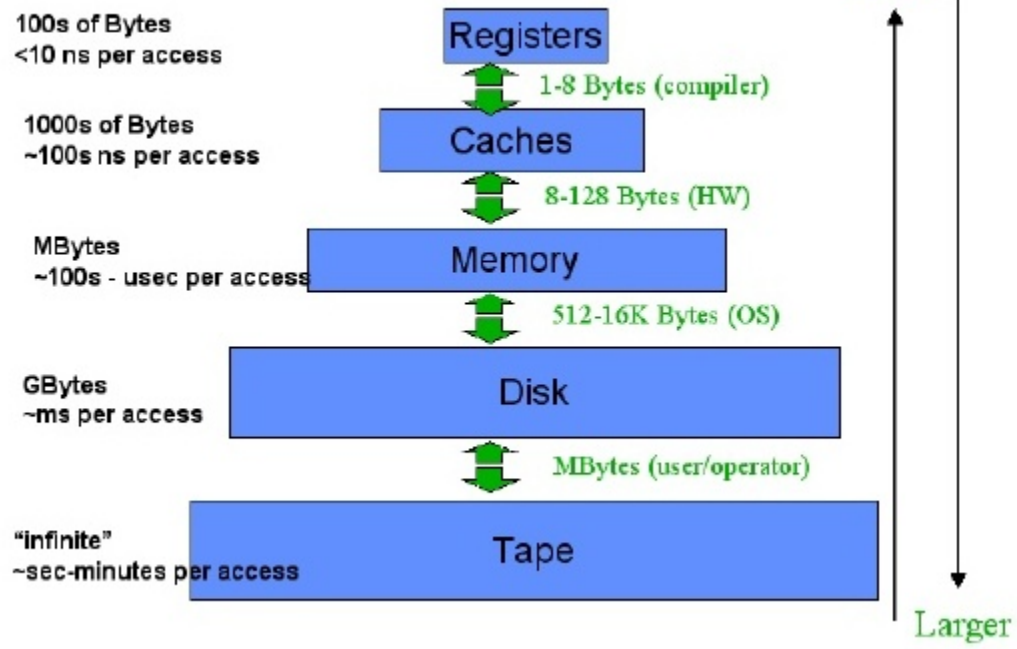 100s of Bytes
<10 ns per access
Registers
1-8 Bytes (compiler)
1000s of Bytes
~100s ns per access
Caches
8-128 Bytes (HW)
MBytes
~100s - usec per access
Memory
512-16K Bytes (OS)
GBytes
~ms per access
Disk
MBytes (user/operator)
“infinite”
~sec-minutes per access
Tape
Larger